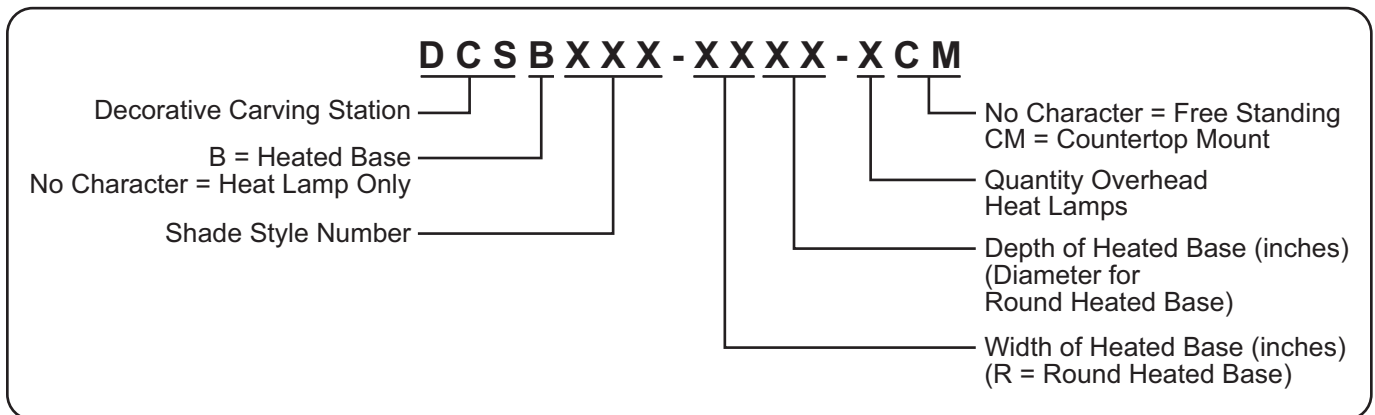 D C S B X X X - X X X X - X C M
Decorative Carving Station
B = Heated Base
No Character = Heat Lamp Only
Shade Style Number
No Character = Free Standing
CM = Countertop Mount
Quantity Overhead
Heat Lamps
Depth of Heated Base (inches)
(Diameter for
Round Heated Base)
Width of Heated Base (inches)
(R = Round Heated Base)